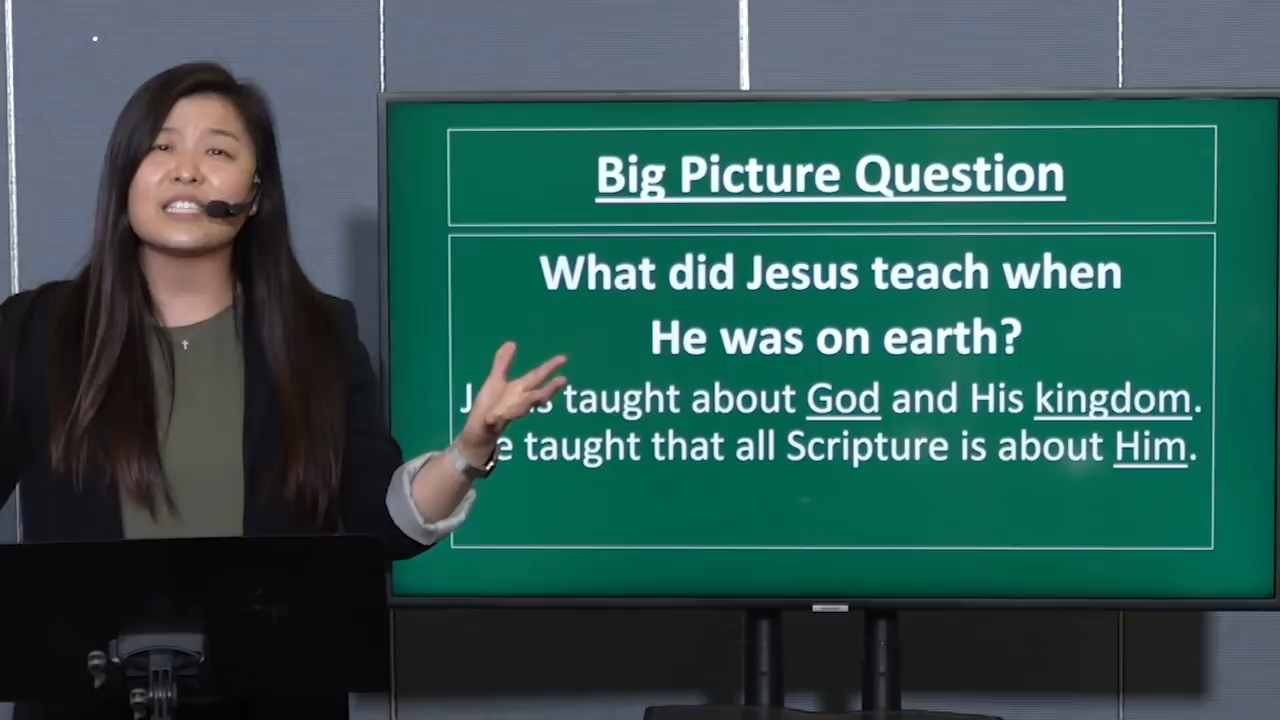 Big Picture Question
What did Jesus teach when
He was on earth?
taught about God and His kingdom.
taught that all Scripture is about Him.